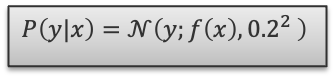 P(y|x) = 𝒩(y; f(x), 0.2² )